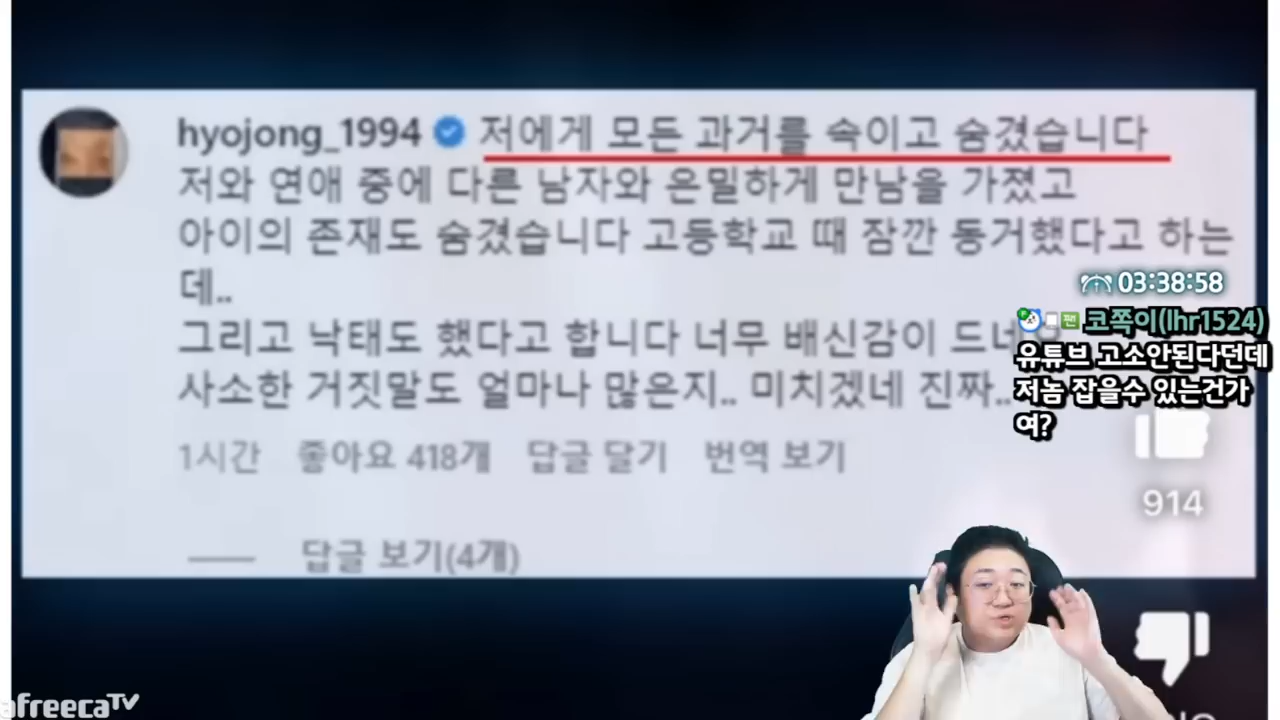 hyojong_1994 저에게 모든 과거를 속이고 숨겼습니다
저와 연애 중에 다른 남자와 은밀하게 만남을 가졌고
아이의 존재도 숨겼습니다 고등학교 때 잠깐 동거했다고 하는
데..
그리고 낙태도 했다고 합니다 너무 배신감이 드네
사소한 거짓말도 얼마나 많은지.. 미치겠네 진짜..
1시간 좋아요 418개 답글 달기 번역 보기
답글 보기(4개)
03:38:58
팬 코쪽이(lhr1524)
유튜브 고소안된다던데
저놈 잡을수 있는건가
여?
914
afreecaTV